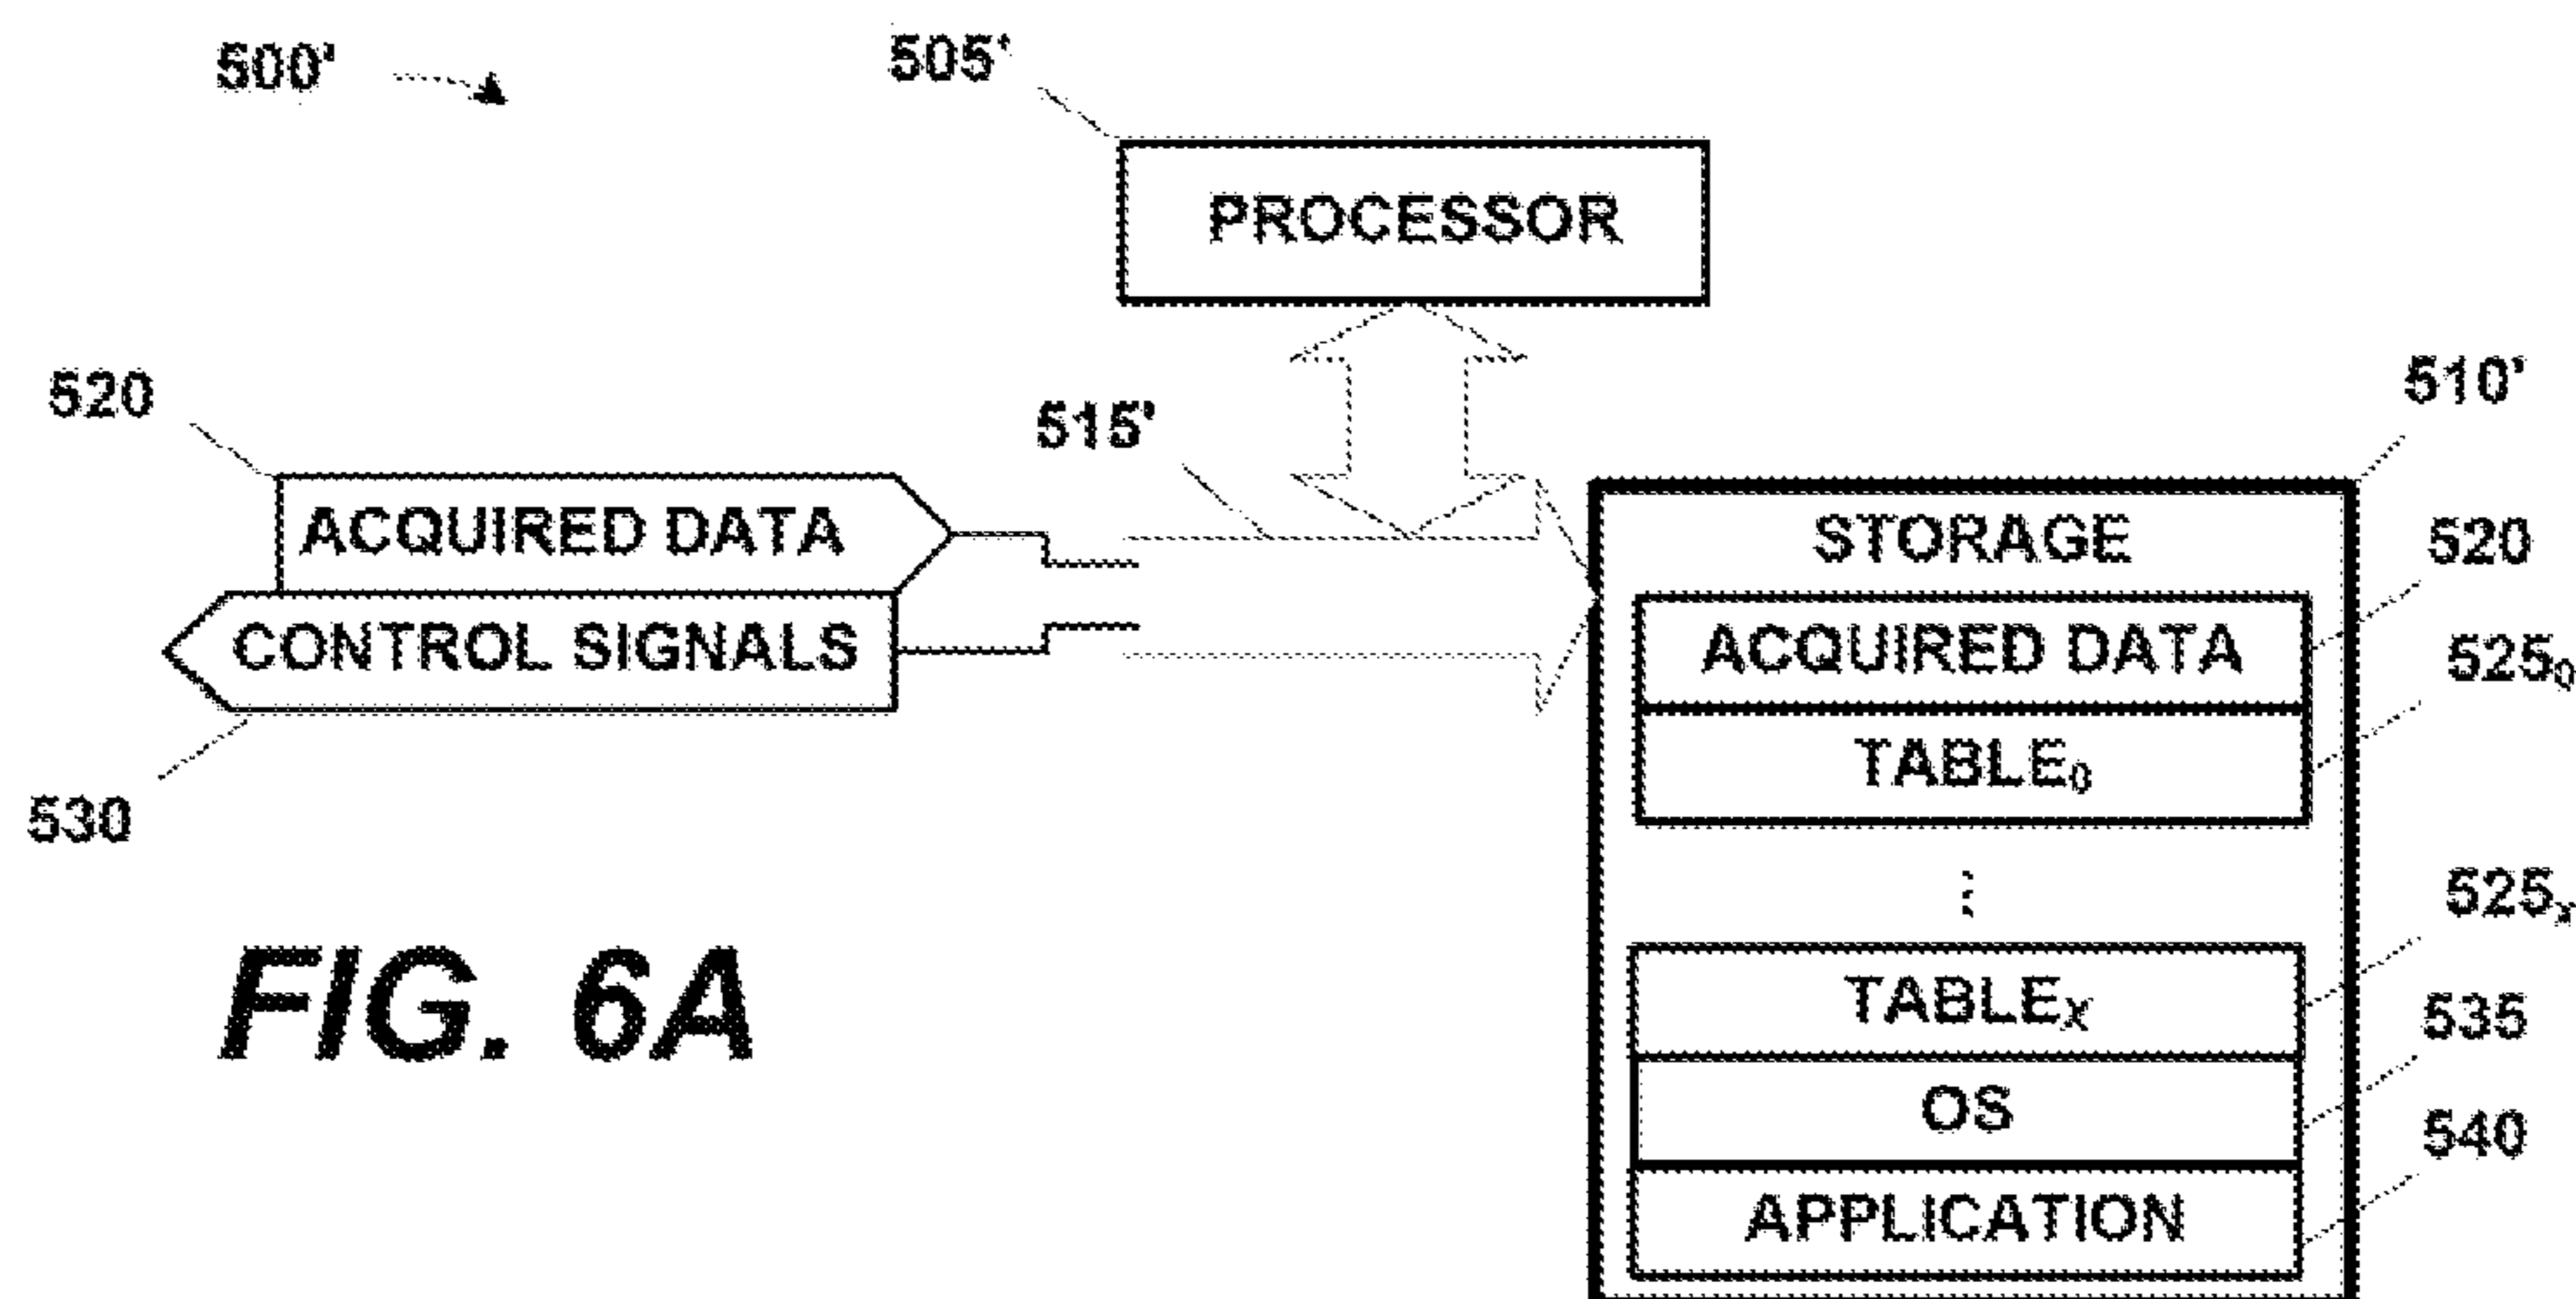 500'
505'
PROCESSOR
510'
520
515'
ACQUIRED DATA
CONTROL SIGNALS
530
STORAGE
ACQUIRED DATA
520
TABLE₀
525₀
⋮
TABLEₓ
525ₓ
OS
535
APPLICATION
540
FIG. 6A